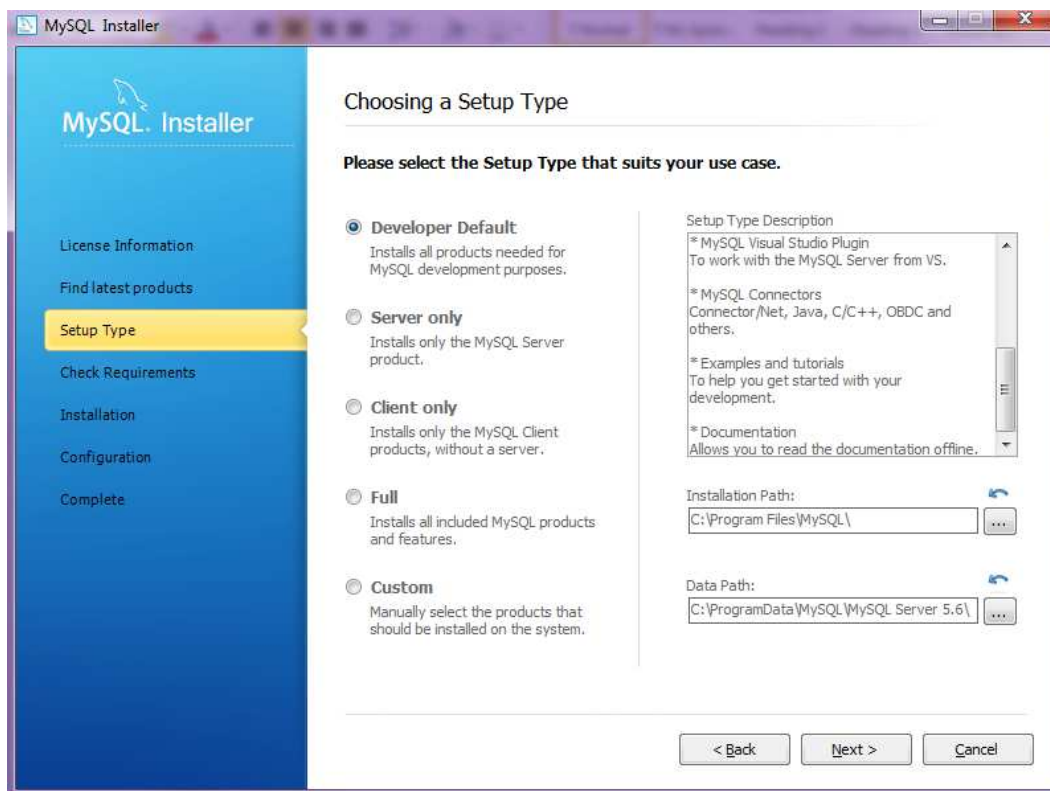 MySQL Installer
MySQL. Installer
License Information
Find latest products
Setup Type
Check Requirements
Installation
Configuration
Complete
Choosing a Setup Type
Please select the Setup Type that suits your use case.
Developer Default
Installs all products needed for
MySQL development purposes.
Server only
Installs only the MySQL Server
product.
Client only
Installs only the MySQL Client
products, without a server.
Full
Installs all included MySQL products
and features.
Custom
Manually select the products that
should be installed on the system.
Setup Type Description
* MySQL Visual Studio Plugin
To work with the MySQL Server from VS.
* MySQL Connectors
Connector/Net, Java, C/C++, OBDC and
others.
* Examples and tutorials
To help you get started with your
development.
* Documentation
Allows you to read the documentation offline.
Installation Path:
C:\Program Files\MySQL\
...
Data Path:
C:\ProgramData\MySQL\MySQL Server 5.6\
...
< Back
Next >
Cancel